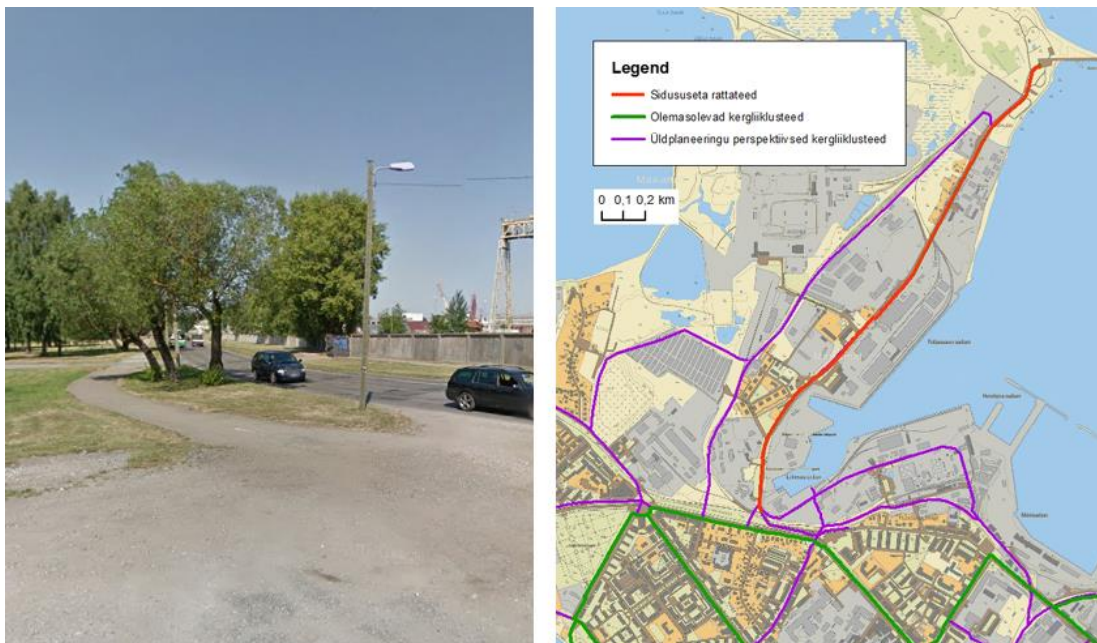 Legend
Sidususeta rattateed
Olemasolevad kergliiklusteed
Üldplaneeringu perspektiivsed kergliiklusteed
0 0,1 0,2 km